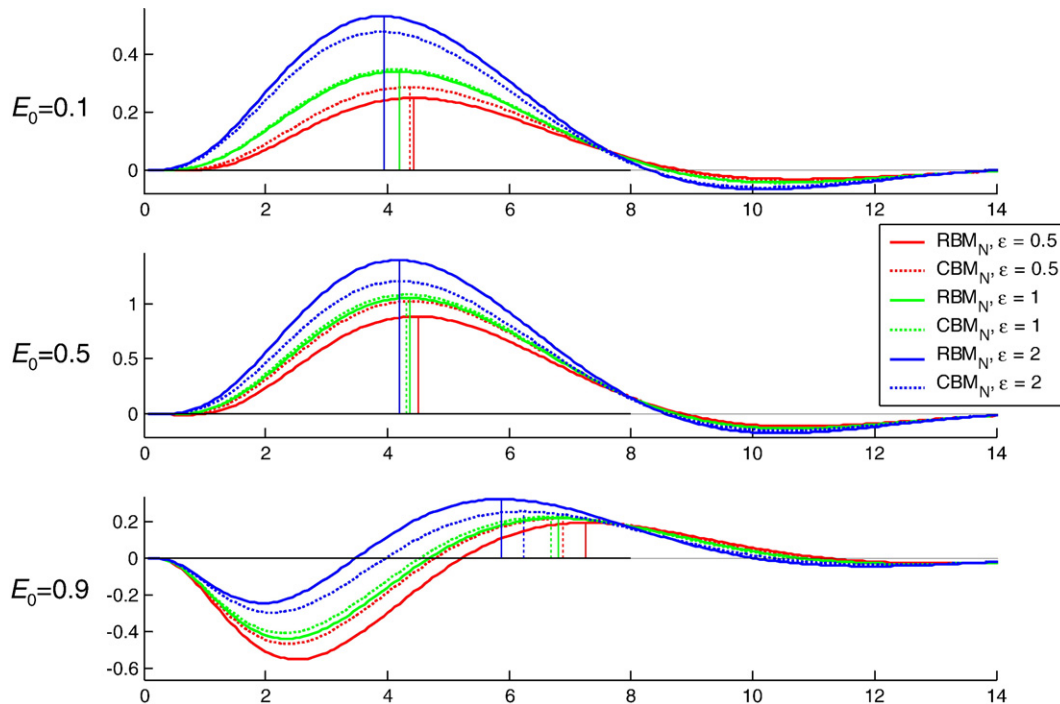 E0=0.1
0.4
0.2
0
0 2 4 6 8 10 12 14
E0=0.5
1
0.5
0
0 2 4 6 8 10 12 14
RBMN, ε = 0.5
CBMN, ε = 0.5
RBMN, ε = 1
CBMN, ε = 1
RBMN, ε = 2
CBMN, ε = 2
E0=0.9
0.2
0
-0.2
-0.4
-0.6
0 2 4 6 8 10 12 14